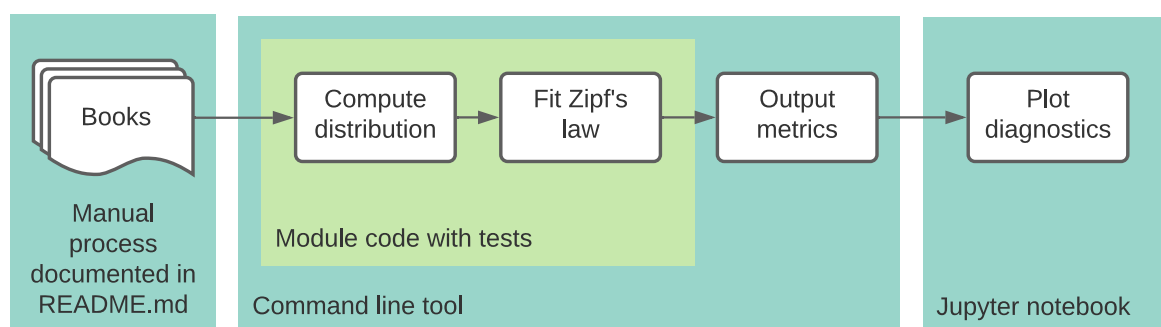 Books
Manual
process
documented in
README.md
Compute
distribution
Fit Zipf's
law
Module code with tests
Output
metrics
Command line tool
Plot
diagnostics
Jupyter notebook